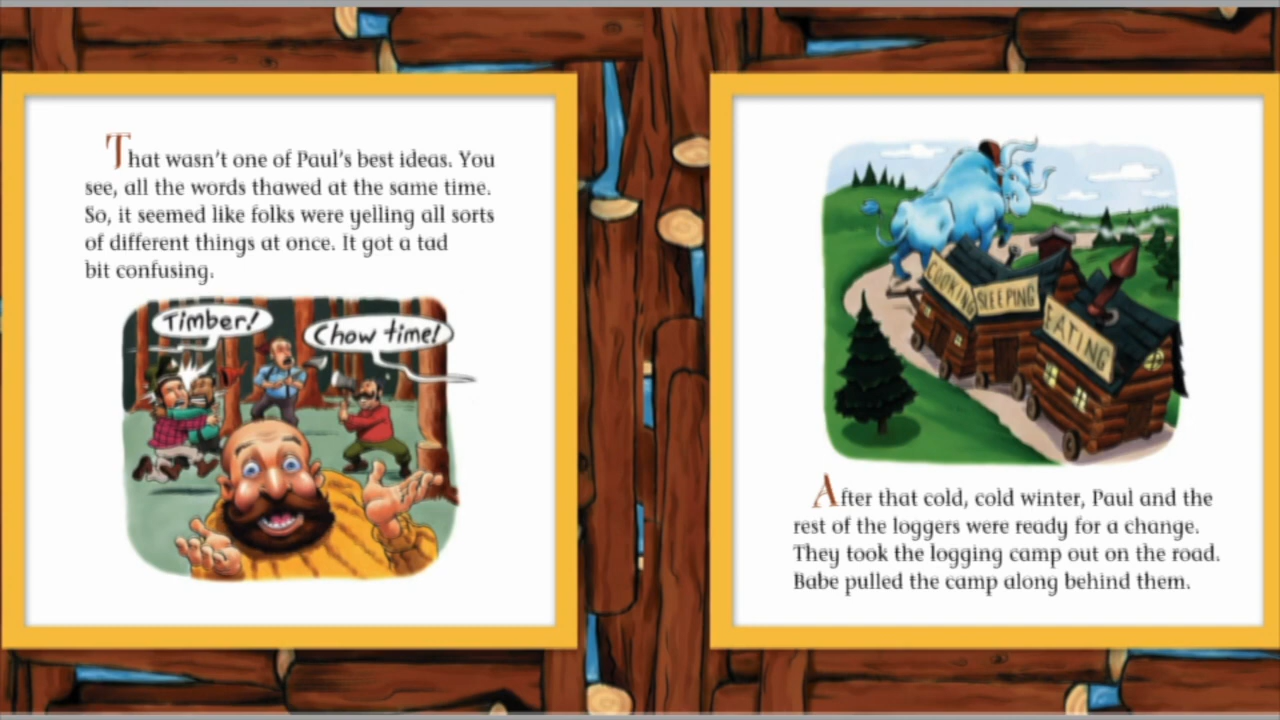 That wasn't one of Paul's best ideas. You
see, all the words thawed at the same time.
So, it seemed like folks were yelling all sorts
of different things at once. It got a tad
bit confusing.
Timber!
Chow time!
COOKING
SLEEPING
EATING
After that cold, cold winter, Paul and the
rest of the loggers were ready for a change.
They took the logging camp out on the road.
Babe pulled the camp along behind them.